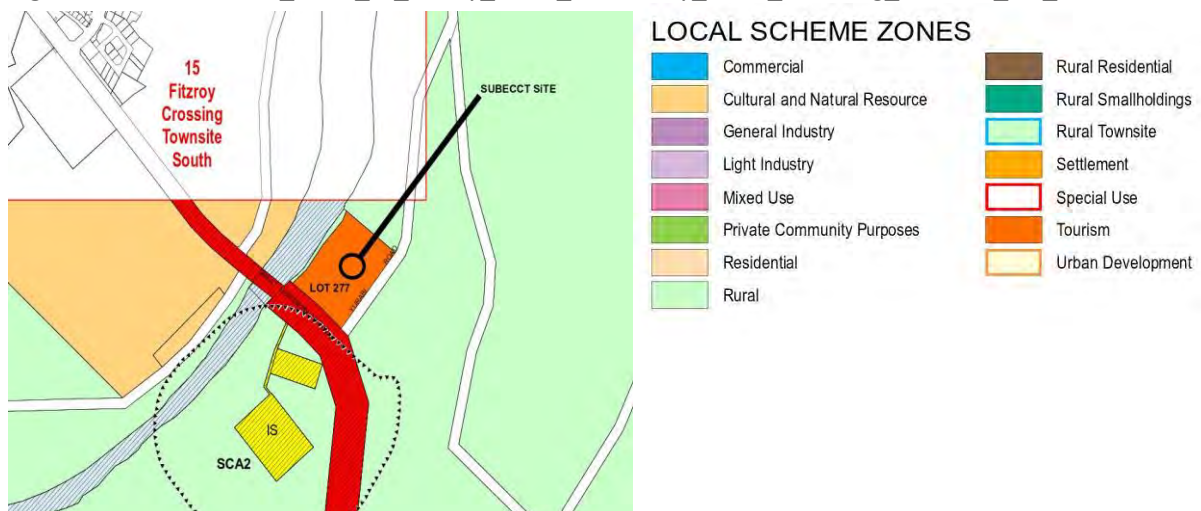 15
Fitzroy
Crossing
Townsite
South
SUBECCT SITE
ROAD
LOT 277
IS
SCA2
LOCAL SCHEME ZONES
Commercial
Cultural and Natural Resource
General Industry
Light Industry
Mixed Use
Private Community Purposes
Residential
Rural
Rural Residential
Rural Smallholdings
Rural Townsite
Settlement
Special Use
Tourism
Urban Development